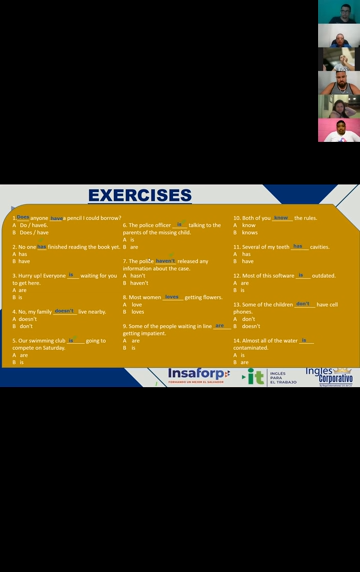 EXERCISES
1. Does anyone have a pencil I could borrow?
A Do / have6.
B Does / have
2. No one has finished reading the book yet.
A has
B have
3. Hurry up! Everyone is waiting for you
to get here.
A are
B is
4. No, my family doesn't live nearby.
A doesn't
B don't
5. Our swimming club is going to
compete on Saturday.
A are
B is
6. The police officer is talking to the
parents of the missing child.
A is
B are
7. The police haven't released any
information about the case.
A hasn't
B haven't
8. Most women loves getting flowers.
A love
B loves
9. Some of the people waiting in line are
getting impatient.
A are
B is
10. Both of you know the rules.
A know
B knows
11. Several of my teeth has cavities.
A has
B have
12. Most of this software is outdated.
A are
B is
13. Some of the children don't have cell
phones.
A don't
B doesn't
14. Almost all of the water is
contaminated.
A is
B are
Insaforp
it
INGLÉS
PARA
EL TRABAJO
Inglés
Corporativo